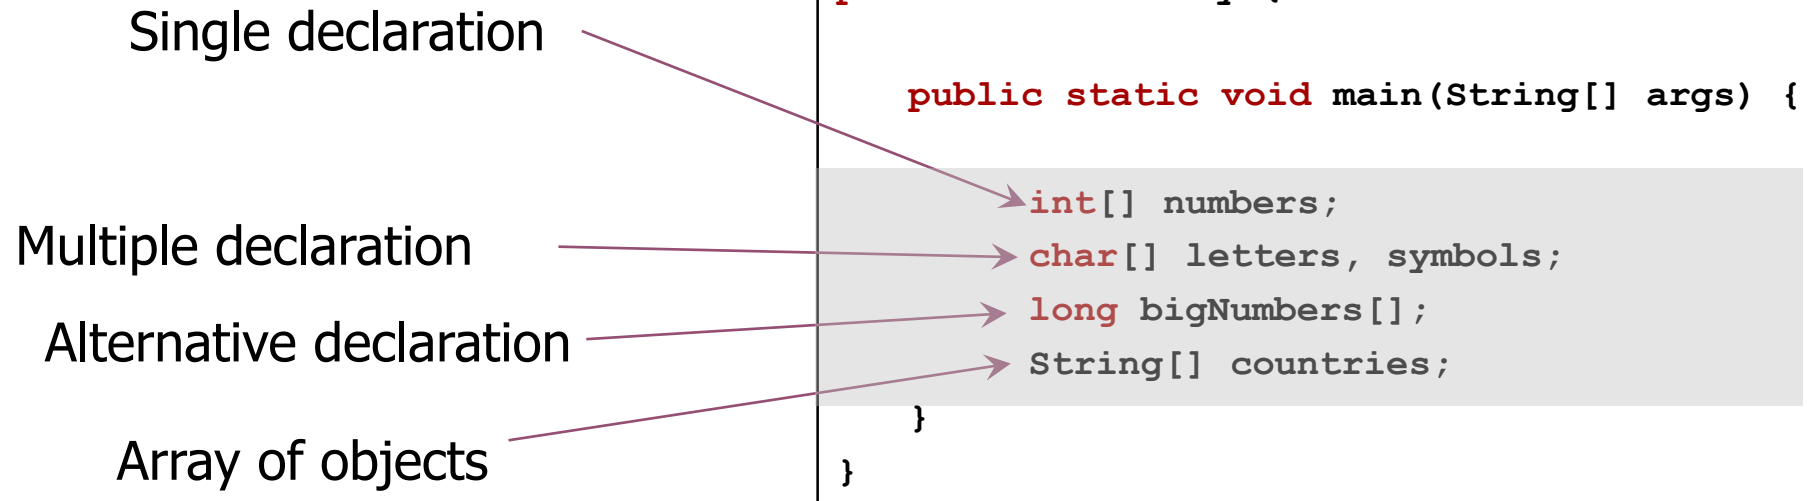 Single declaration
Multiple declaration
Alternative declaration
Array of objects
public static void main(String[] args) {
int[] numbers;
char[] letters, symbols;
long bigNumbers[];
String[] countries;
}
}